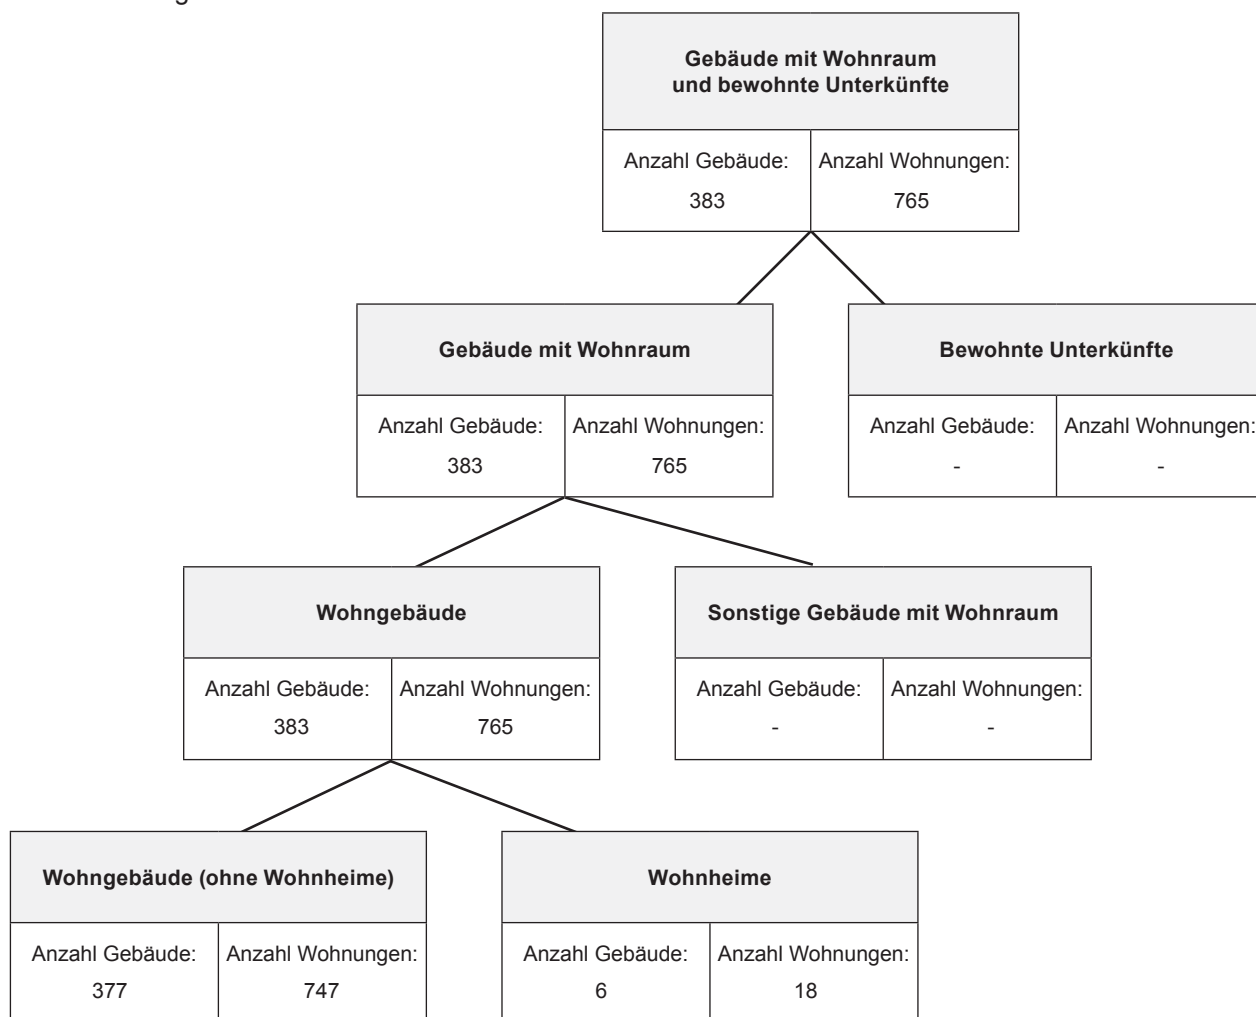 Gebäude mit Wohnraum
und bewohnte Unterkünfte
Anzahl Gebäude: Anzahl Wohnungen:
383 765
Gebäude mit Wohnraum
Anzahl Gebäude: Anzahl Wohnungen:
383 765
Bewohnte Unterkünfte
Anzahl Gebäude: Anzahl Wohnungen:
- -
Wohngebäude
Anzahl Gebäude: Anzahl Wohnungen:
383 765
Sonstige Gebäude mit Wohnraum
Anzahl Gebäude: Anzahl Wohnungen:
- -
Wohngebäude (ohne Wohnheime)
Anzahl Gebäude: Anzahl Wohnungen:
377 747
Wohnheime
Anzahl Gebäude: Anzahl Wohnungen:
6 18